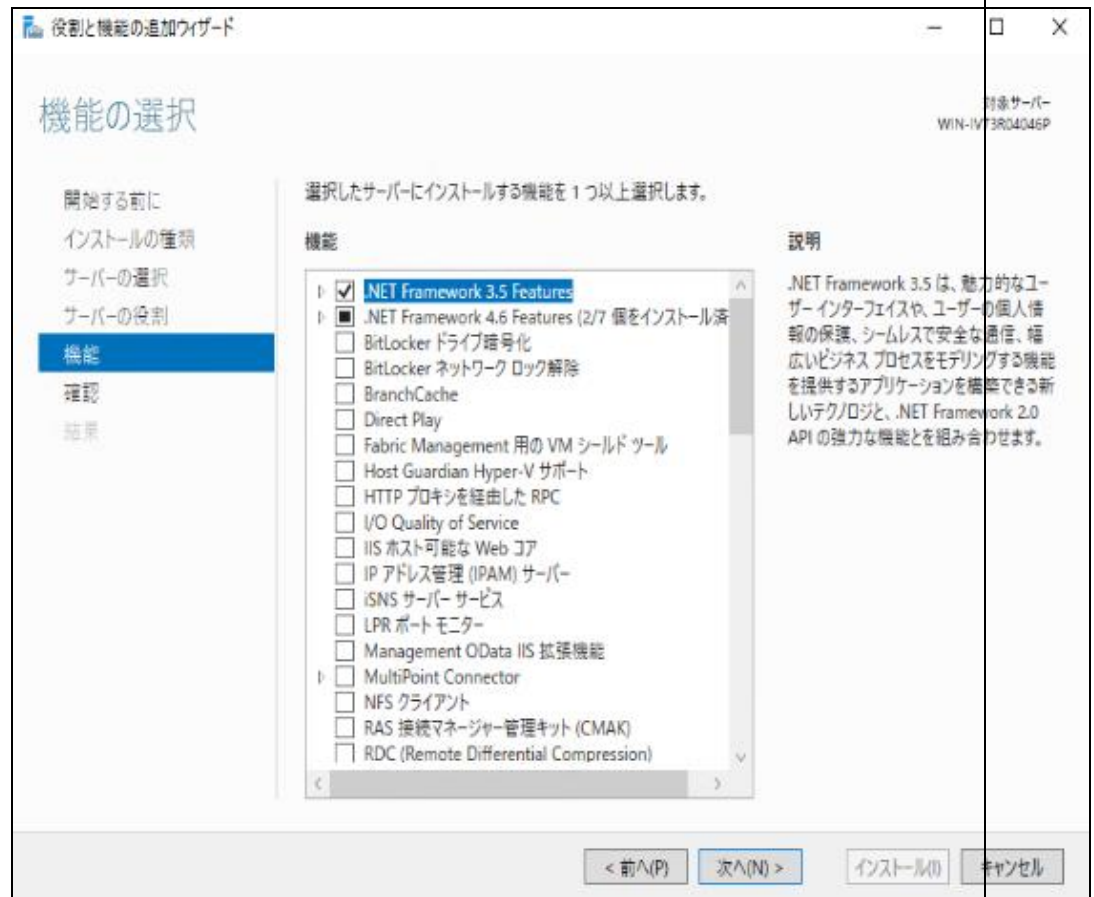 役割と機能の追加ウィザード
機能の選択
対象サーバー
WIN-IVT3R04046P
開始する前に
インストールの種類
サーバーの選択
サーバーの役割
機能
確認
結果
選択したサーバーにインストールする機能を 1 つ以上選択します。
機能
.NET Framework 3.5 Features
.NET Framework 4.6 Features (2/7 個をインストール済
BitLocker ドライブ暗号化
BitLocker ネットワーク ロック解除
BranchCache
Direct Play
Fabric Management 用の VM シールド ツール
Host Guardian Hyper-V サポート
HTTP プロキシを経由した RPC
I/O Quality of Service
IIS ホスト可能な Web コア
IP アドレス管理 (IPAM) サーバー
iSNS サーバー サービス
LPR ポート モニター
Management OData IIS 拡張機能
MultiPoint Connector
NFS クライアント
RAS 接続マネージャー管理キット (CMAK)
RDC (Remote Differential Compression)
説明
.NET Framework 3.5 は、魅力的なユー
ザー インターフェイスや、ユーザーの個人情
報の保護、シームレスで安全な通信、幅
広いビジネス プロセスをモデリングする機能
を提供するアプリケーションを構築できる新
しいテクノロジと、.NET Framework 2.0
API の強力な機能とを組み合わせます。
< 前へ(P)
次へ(N) >
インストール(I)
キャンセル